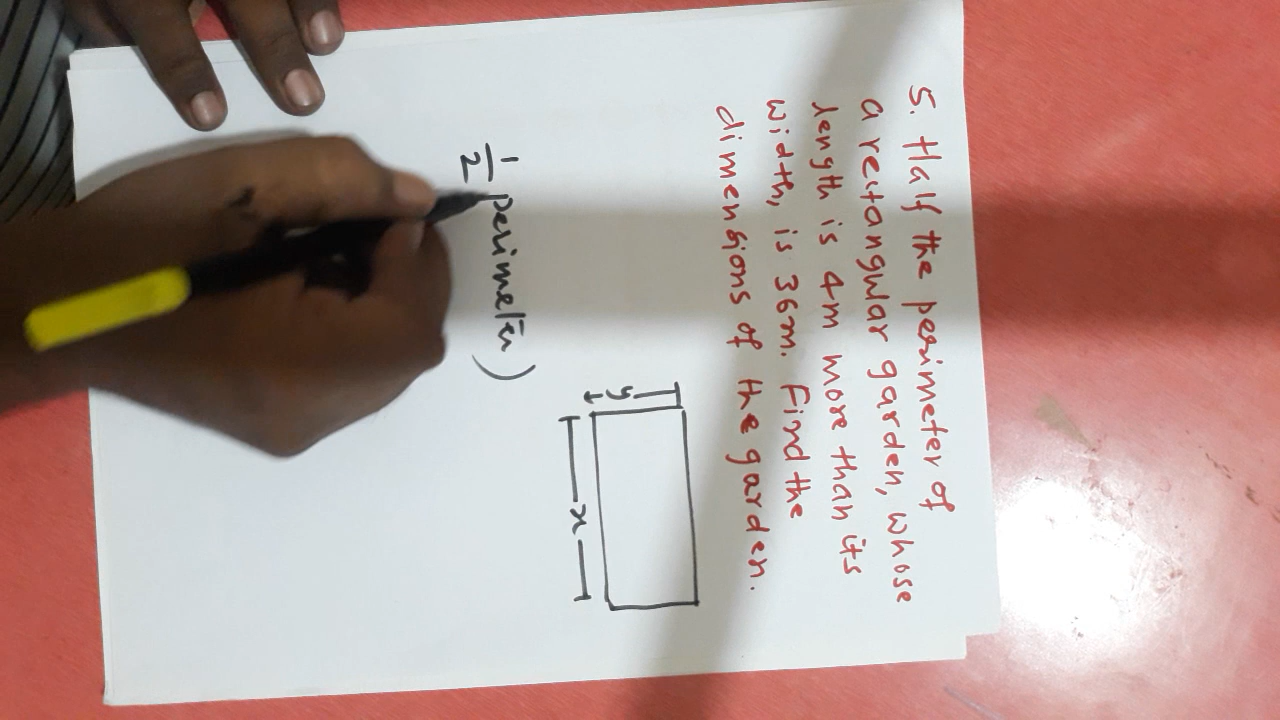 5. Half the perimeter of
a rectangular garden, whose
length is 4m more than its
width, is 36m. Find the
dimensions of the garden.
y
x
1/2 perimeter)